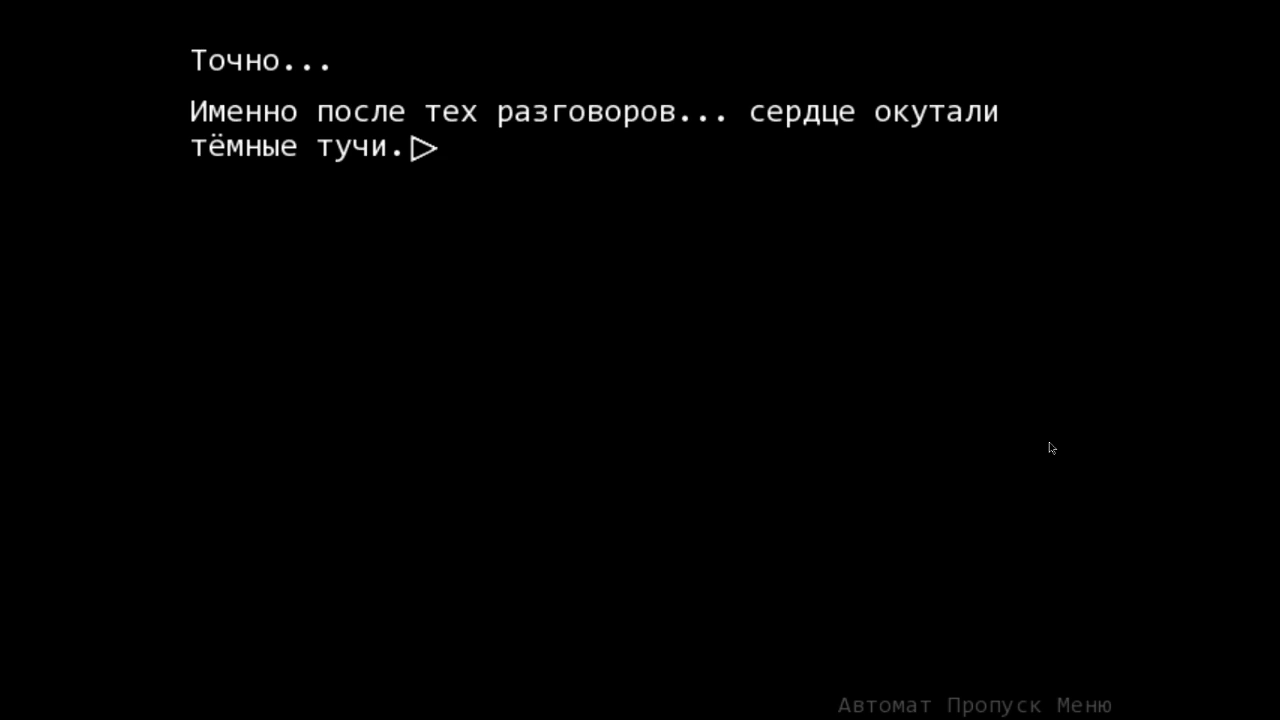 Точно...
Именно после тех разговоров... сердце окутали
тёмные тучи.▷
Автомат Пропуск Меню